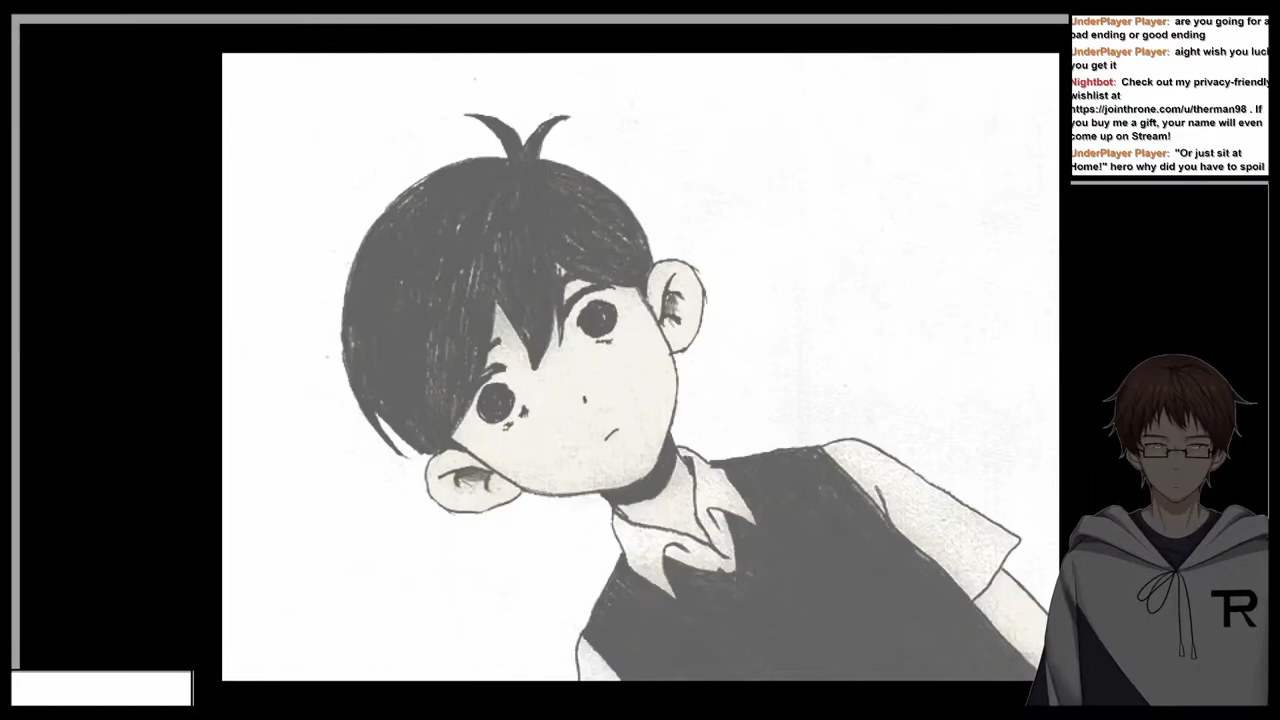 UnderPlayer Player: are you going for a
bad ending or good ending
UnderPlayer Player: aight wish you luck
you get it
Nightbot: Check out my privacy-friendly
wishlist at
https://jointhrone.com/u/therman98 . If
you buy me a gift, your name will even
come up on Stream!
UnderPlayer Player: "Or just sit at
Home!" hero why did you have to spoil
TR